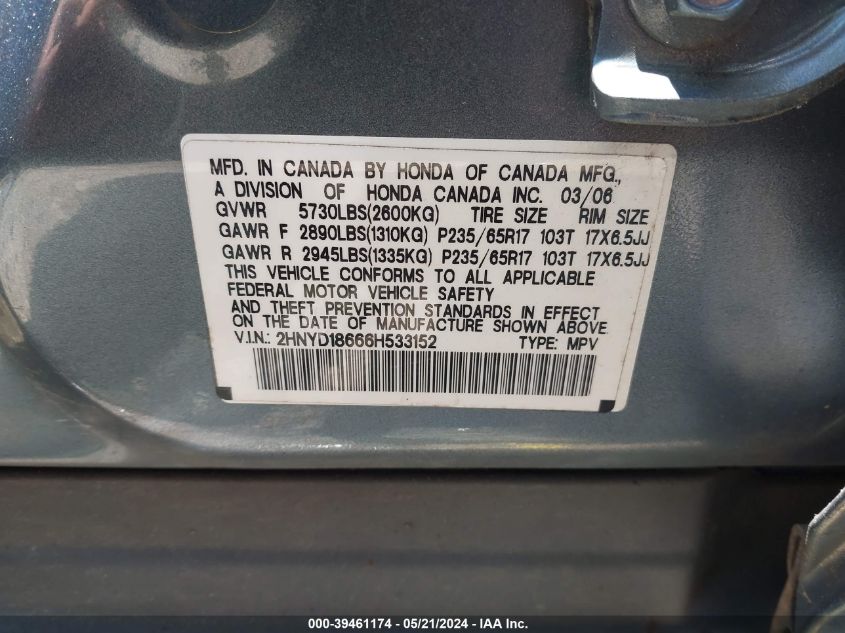 MFD. IN CANADA BY HONDA OF CANADA MFG.,
A DIVISION OF HONDA CANADA INC. 03/06
GVWR 5730LBS(2600KG) TIRE SIZE RIM SIZE
GAWR F 2890LBS(1310KG) P235/65R17 103T 17X6.5JJ
GAWR R 2945LBS(1335KG) P235/65R17 103T 17X6.5JJ
THIS VEHICLE CONFORMS TO ALL APPLICABLE
FEDERAL MOTOR VEHICLE SAFETY
AND THEFT PREVENTION STANDARDS IN EFFECT
ON THE DATE OF MANUFACTURE SHOWN ABOVE
V.I.N.: 2HNYD18666H533152 TYPE: MPV
000-39461174 — 05/21/2024 — IAA Inc.